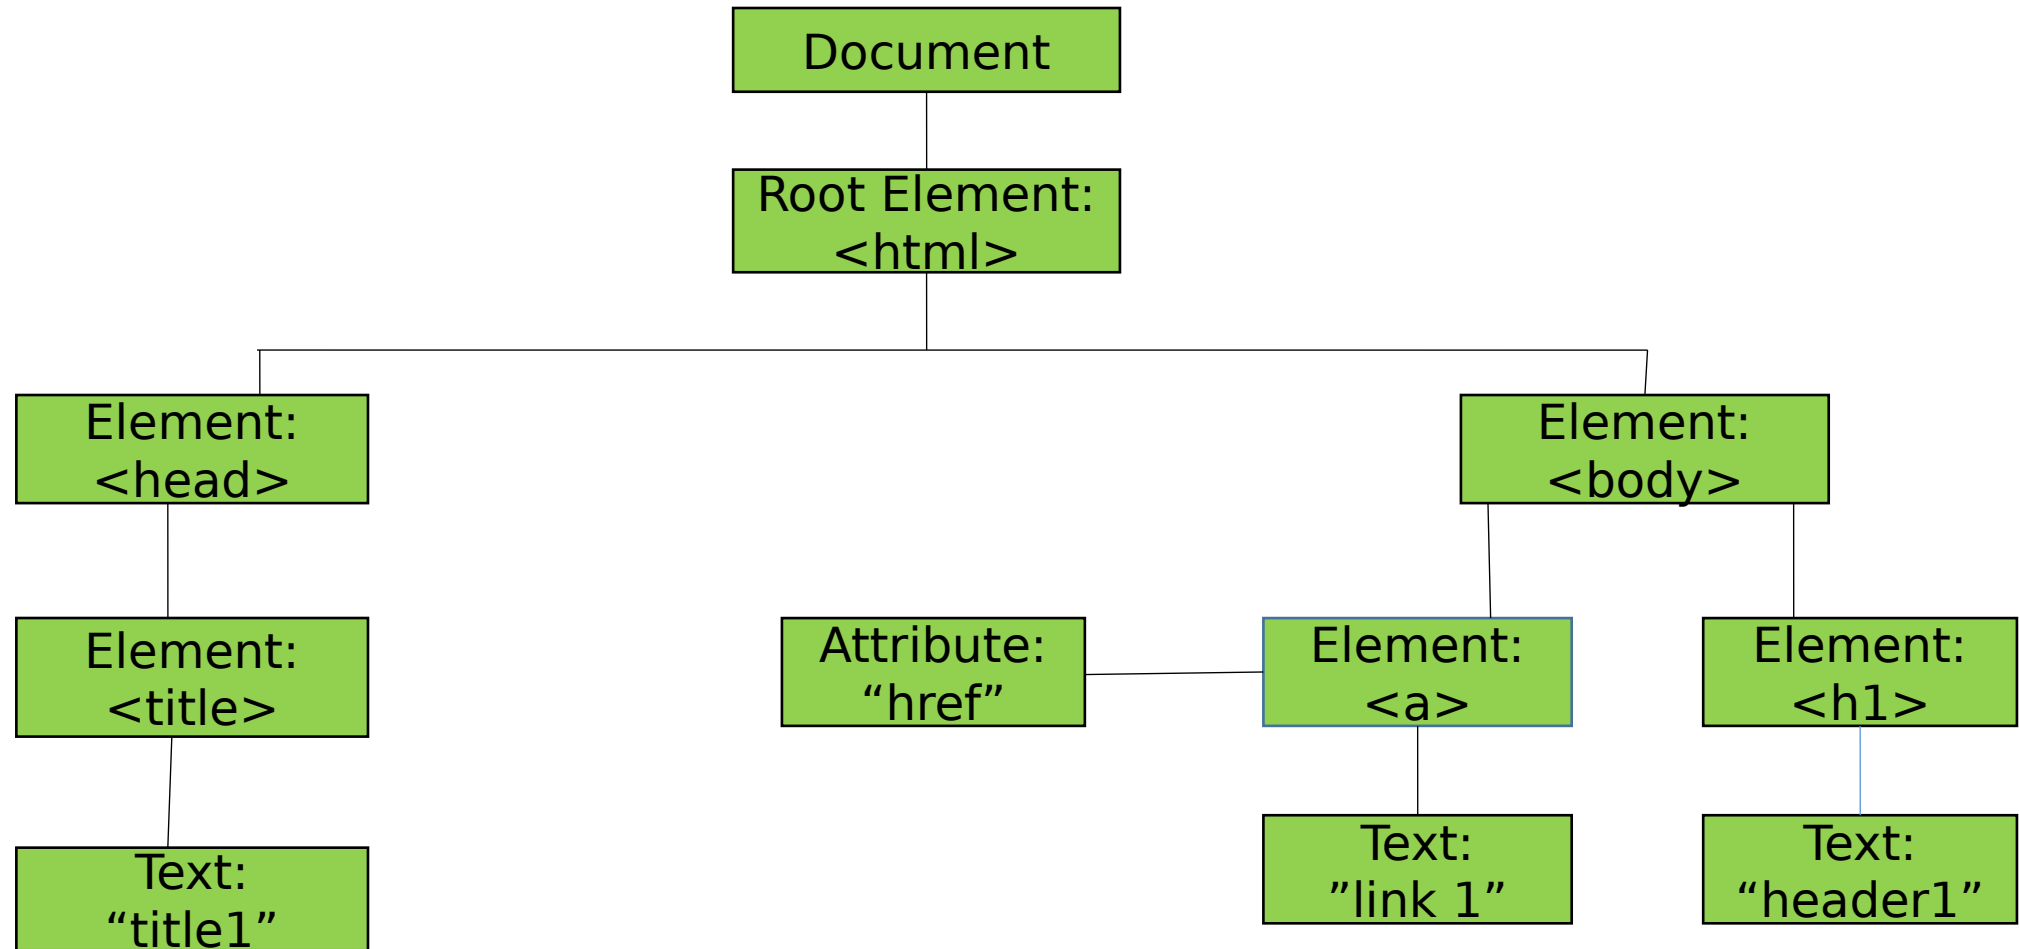 Document
Root Element:
<html>
Element:
<head>
Element:
<body>
Element:
<title>
Attribute:
“href”
Element:
<a>
Element:
<h1>
Text:
“title1”
Text:
”link 1”
Text:
“header1”